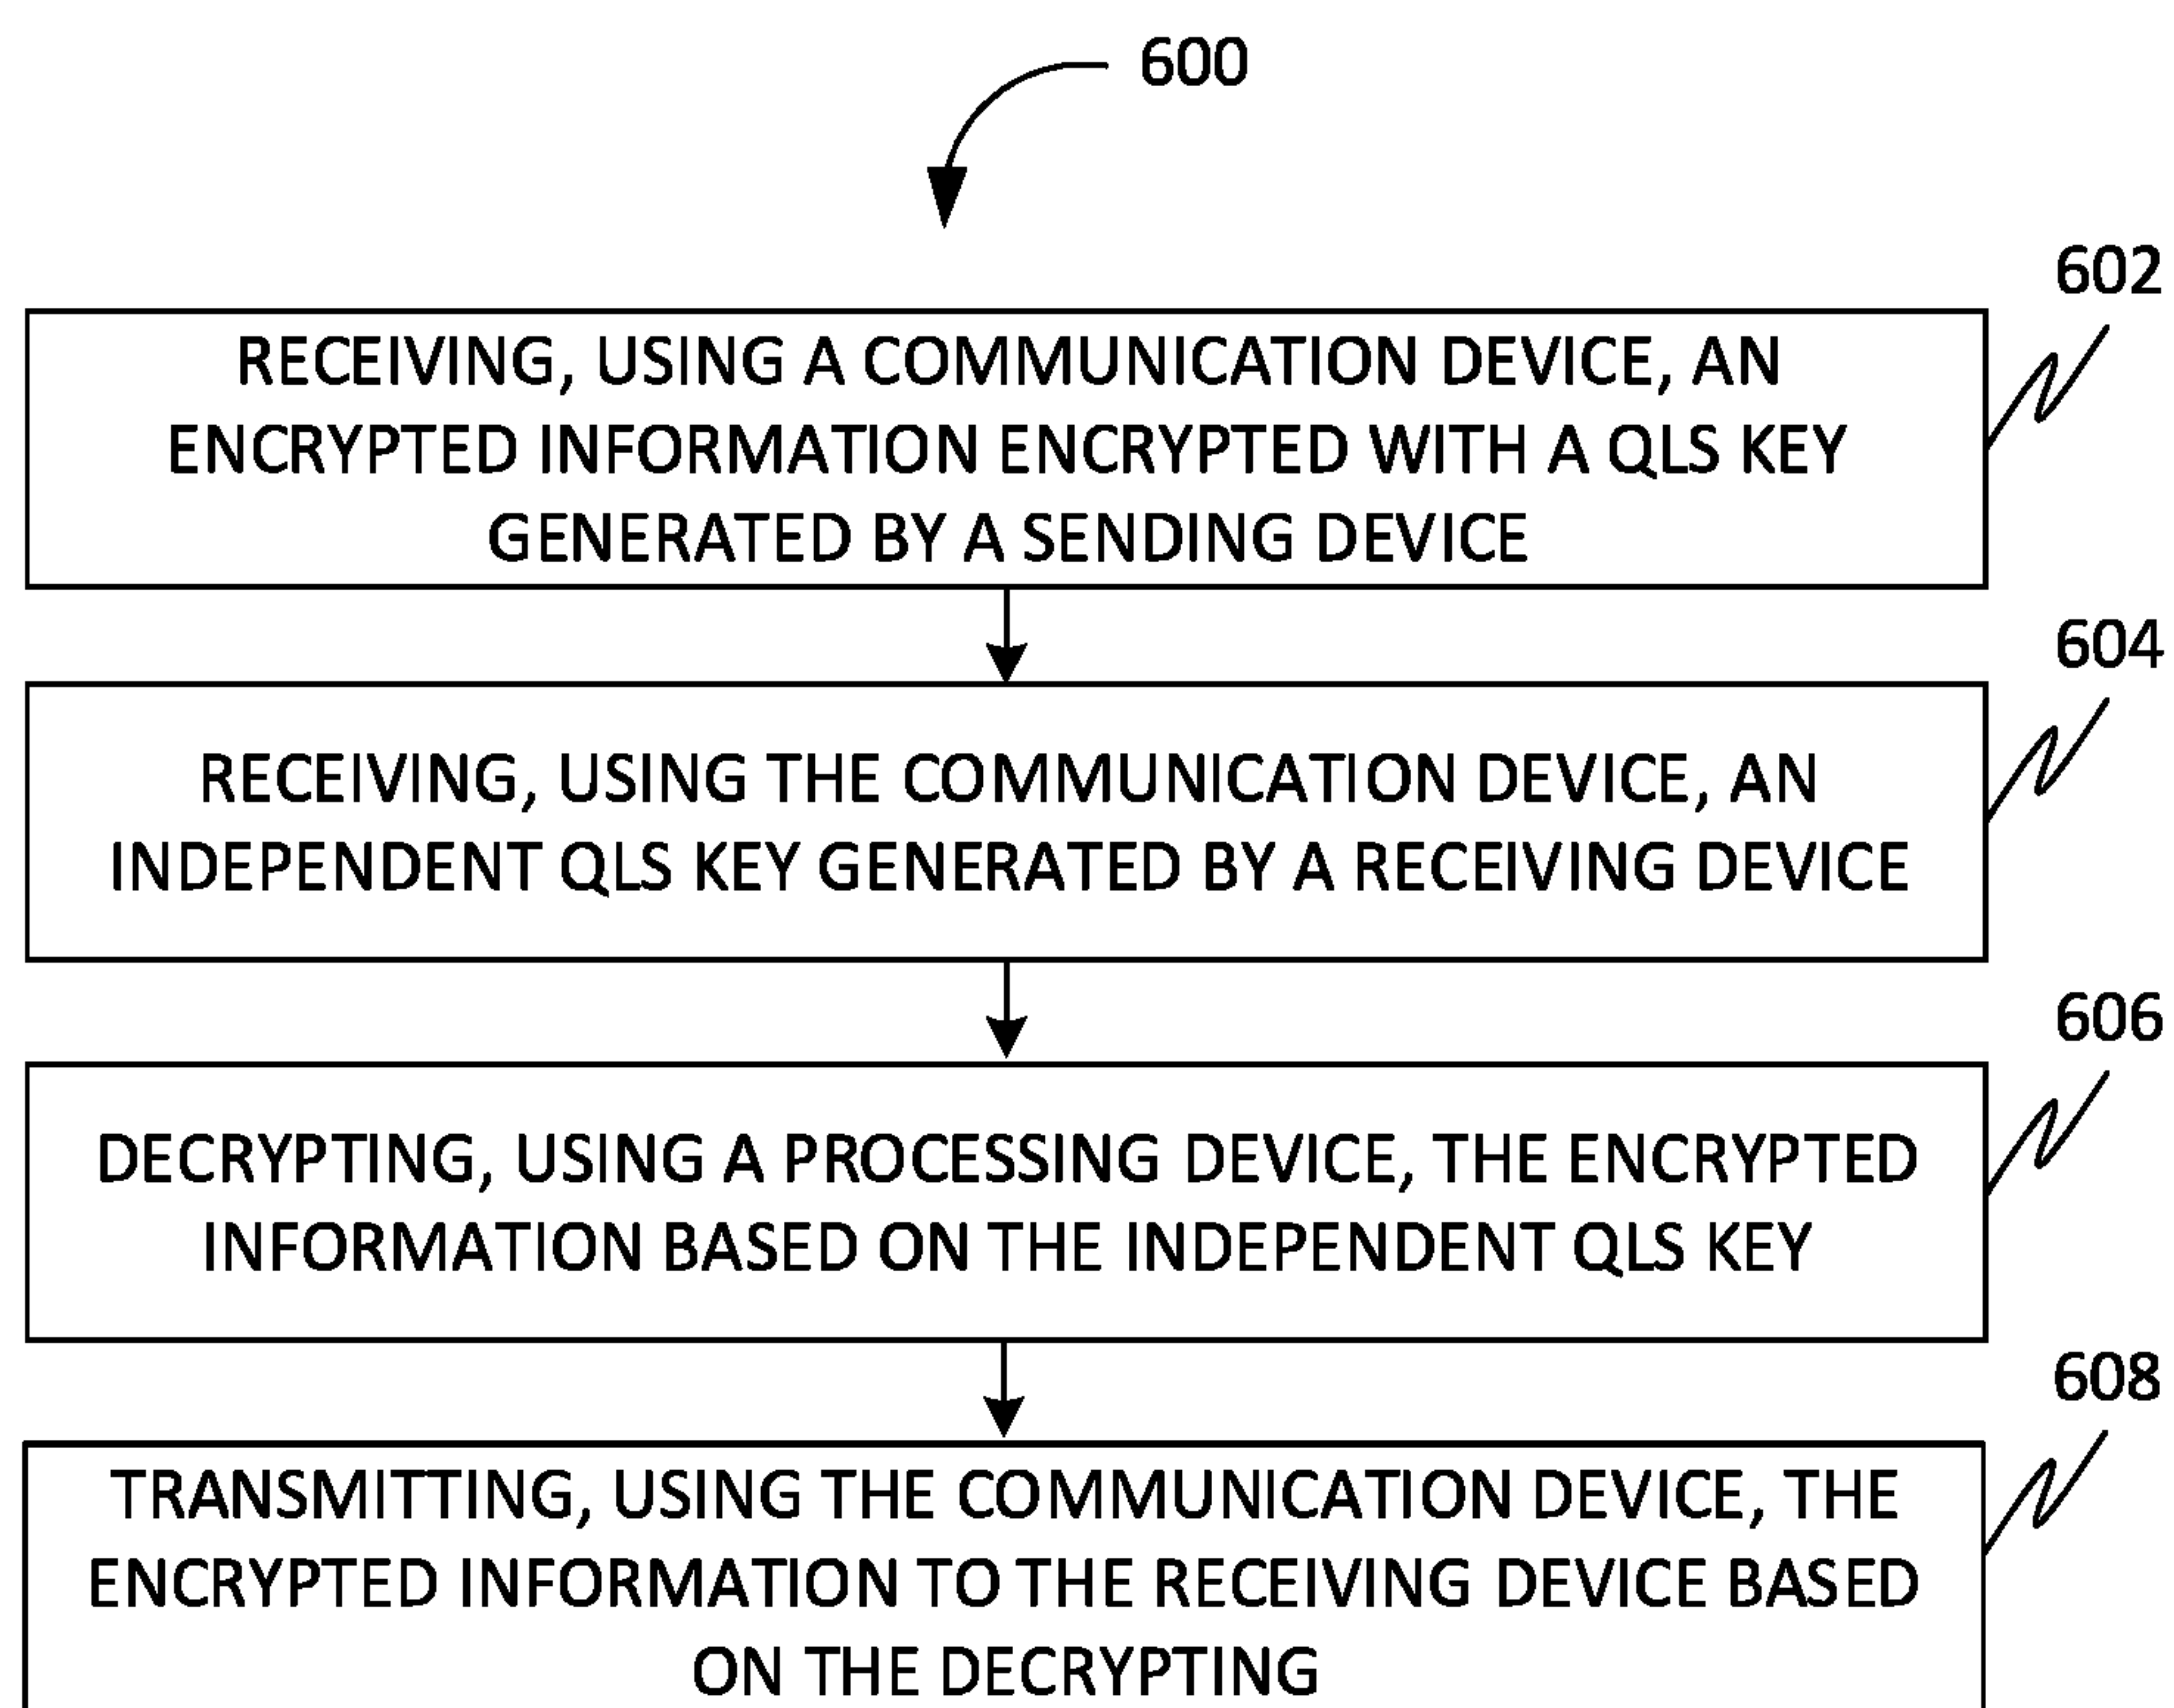 600
602
RECEIVING, USING A COMMUNICATION DEVICE, AN
ENCRYPTED INFORMATION ENCRYPTED WITH A QLS KEY
GENERATED BY A SENDING DEVICE
604
RECEIVING, USING THE COMMUNICATION DEVICE, AN
INDEPENDENT QLS KEY GENERATED BY A RECEIVING DEVICE
606
DECRYPTING, USING A PROCESSING DEVICE, THE ENCRYPTED
INFORMATION BASED ON THE INDEPENDENT QLS KEY
608
TRANSMITTING, USING THE COMMUNICATION DEVICE, THE
ENCRYPTED INFORMATION TO THE RECEIVING DEVICE BASED
ON THE DECRYPTING